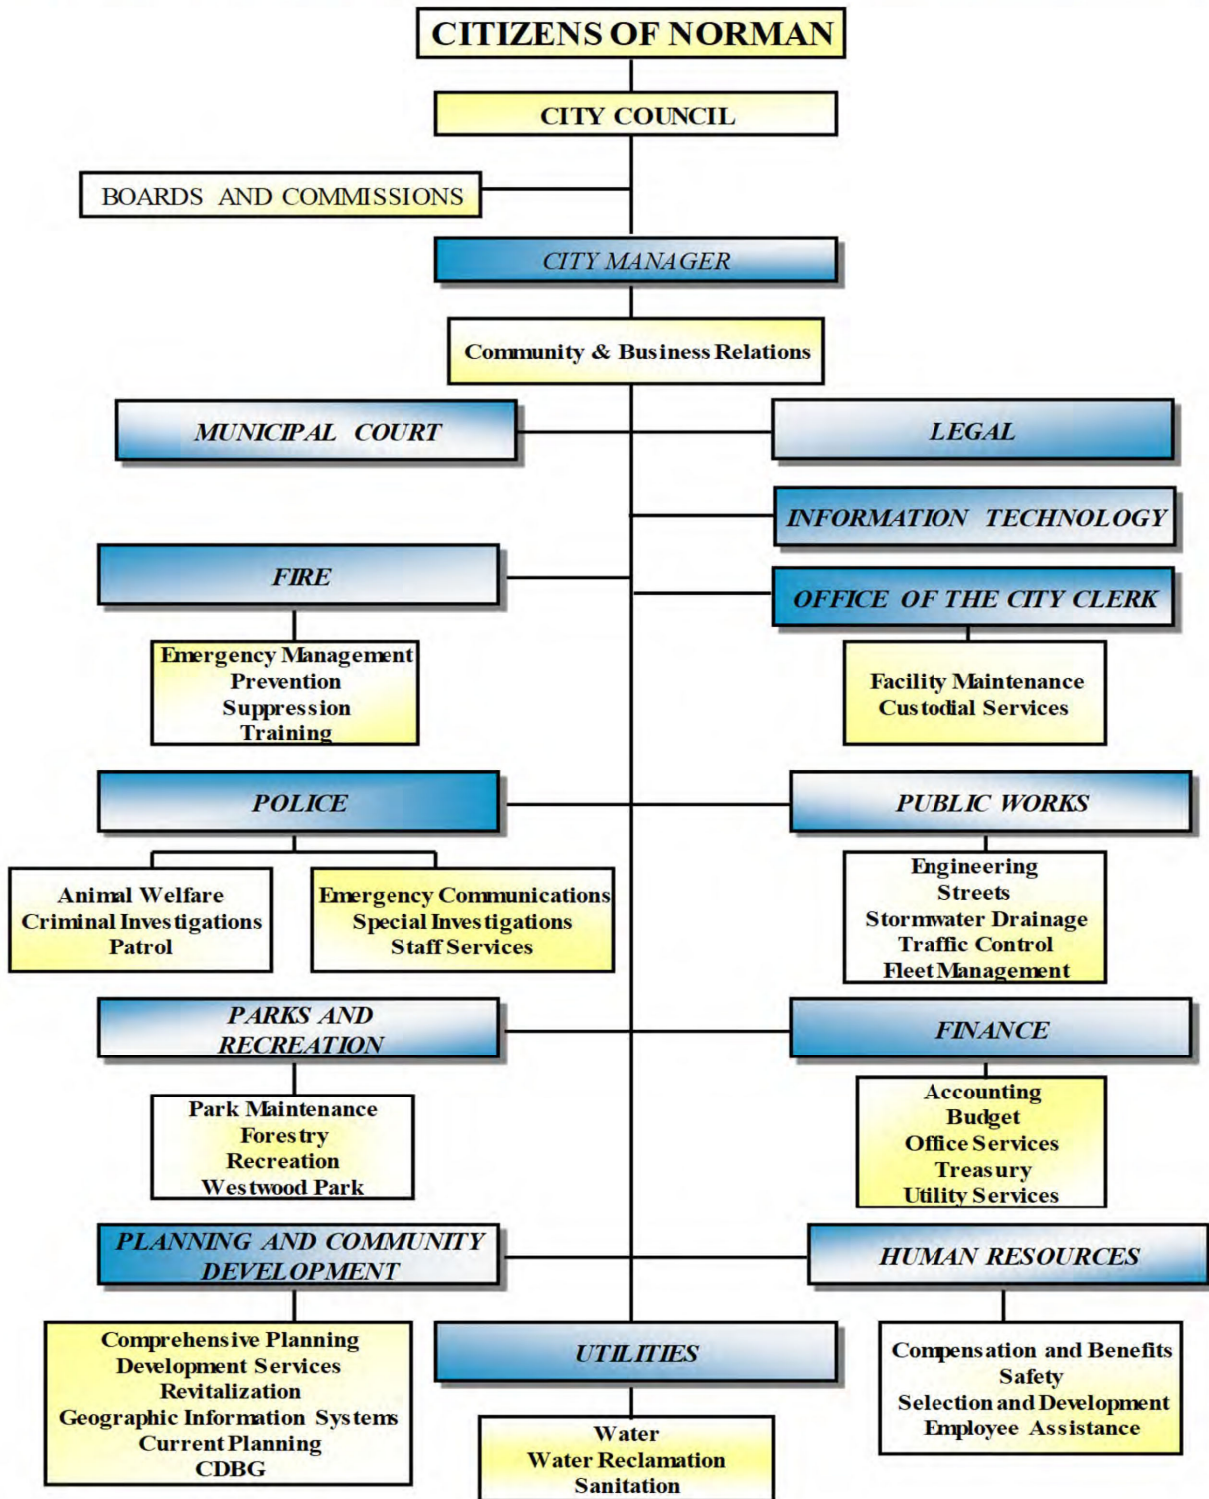 CITIZENS OF NORMAN
CITY COUNCIL
BOARDS AND COMMISSIONS
CITY MANAGER
Community & Business Relations
MUNICIPAL COURT
LEGAL
INFORMATION TECHNOLOGY
FIRE
Emergency Management
Prevention
Suppression
Training
OFFICE OF THE CITY CLERK
Facility Maintenance
Custodial Services
POLICE
Animal Welfare
Criminal Investigations
Patrol
Emergency Communications
Special Investigations
Staff Services
PUBLIC WORKS
Engineering
Streets
Stormwater Drainage
Traffic Control
Fleet Management
PARKS AND
RECREATION
Park Maintenance
Forestry
Recreation
Westwood Park
FINANCE
Accounting
Budget
Office Services
Treasury
Utility Services
PLANNING AND COMMUNITY
DEVELOPMENT
Comprehensive Planning
Development Services
Revitalization
Geographic Information Systems
Current Planning
CDBG
UTILITIES
Water
Water Reclamation
Sanitation
HUMAN RESOURCES
Compensation and Benefits
Safety
Selection and Development
Employee Assistance